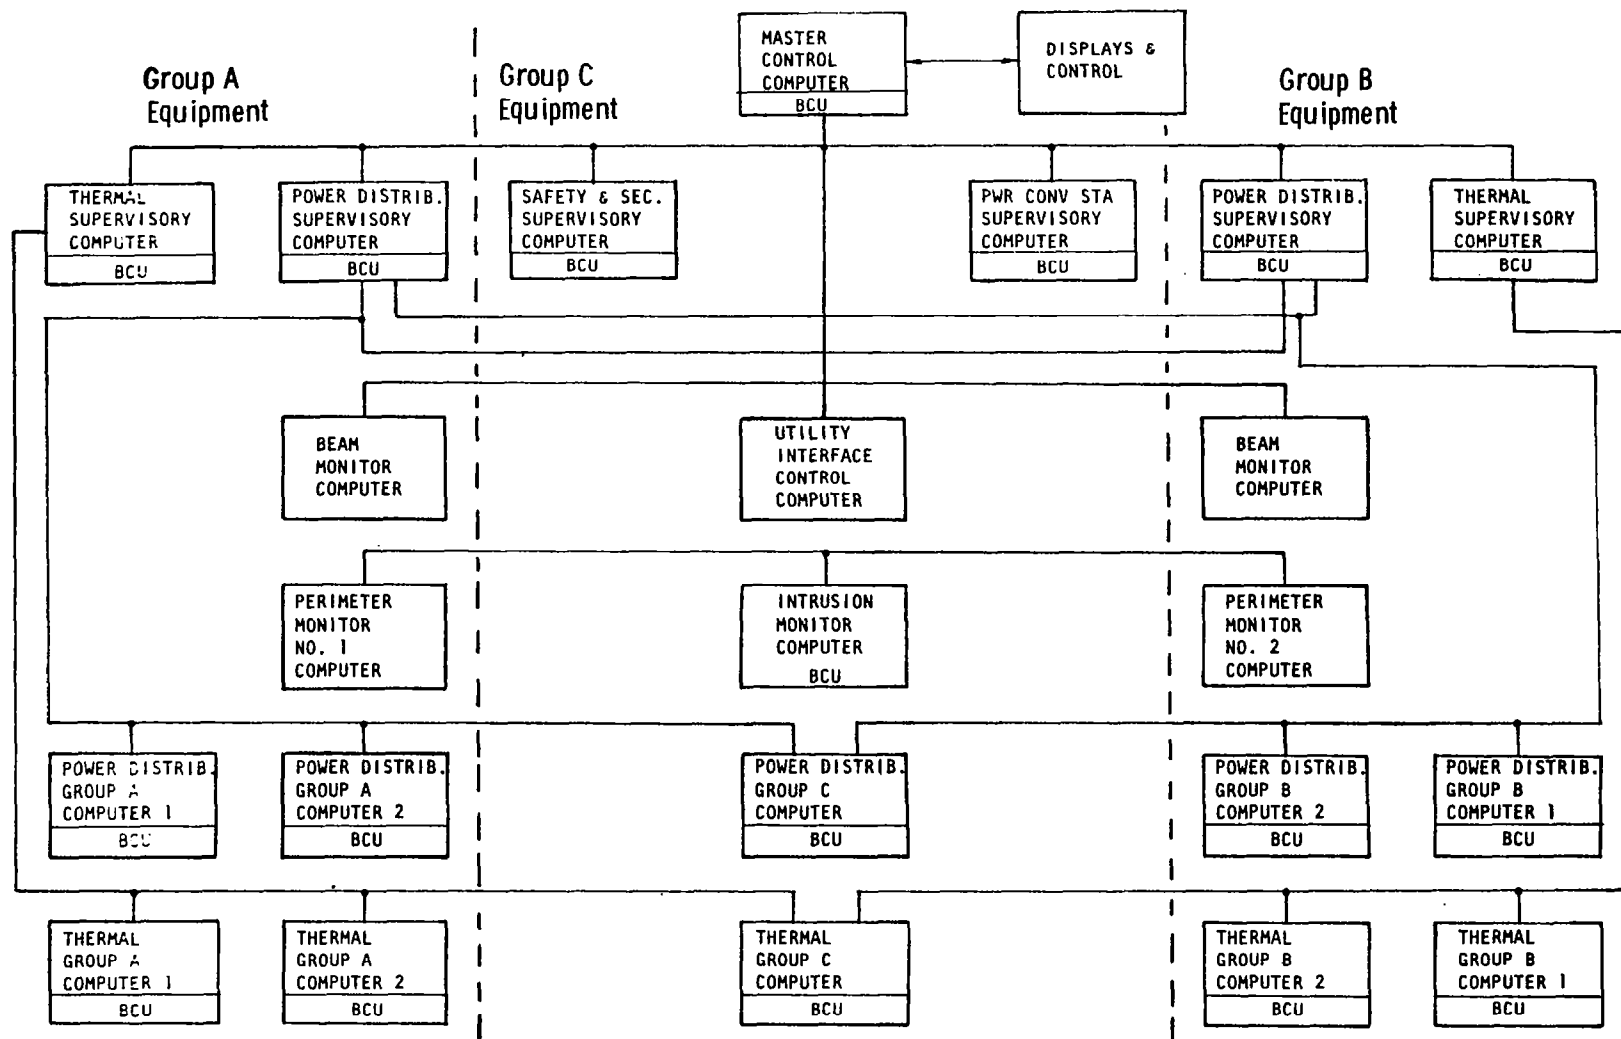 Group A
Equipment
Group C
Equipment
MASTER
CONTROL
COMPUTER
BCU
DISPLAYS &
CONTROL
Group B
Equipment
THERMAL
SUPERVISORY
COMPUTER
BCU
POWER DISTRIB.
SUPERVISORY
COMPUTER
BCU
SAFETY & SEC.
SUPERVISORY
COMPUTER
BCU
PWR CONV STA
SUPERVISORY
COMPUTER
BCU
POWER DISTRIB.
SUPERVISORY
COMPUTER
BCU
THERMAL
SUPERVISORY
COMPUTER
BCU
BEAM
MONITOR
COMPUTER
UTILITY
INTERFACE
CONTROL
COMPUTER
BEAM
MONITOR
COMPUTER
PERIMETER
MONITOR
NO. 1
COMPUTER
INTRUSION
MONITOR
COMPUTER
BCU
PERIMETER
MONITOR
NO. 2
COMPUTER
POWER DISTRIB.
GROUP A
COMPUTER 1
BCU
POWER DISTRIB.
GROUP A
COMPUTER 2
BCU
POWER DISTRIB.
GROUP C
COMPUTER
BCU
POWER DISTRIB.
GROUP B
COMPUTER 2
BCU
POWER DISTRIB.
GROUP B
COMPUTER 1
BCU
THERMAL
GROUP A
COMPUTER 1
BCU
THERMAL
GROUP A
COMPUTER 2
BCU
THERMAL
GROUP C
COMPUTER
BCU
THERMAL
GROUP B
COMPUTER 2
BCU
THERMAL
GROUP B
COMPUTER 1
BCU